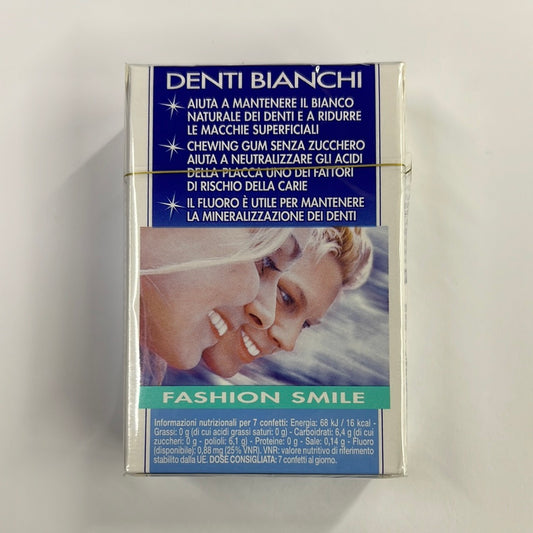 DENTI BIANCHI
AIUTA A MANTENERE IL BIANCO
NATURALE DEI DENTI E A RIDURRE
LE MACCHIE SUPERFICIALI
CHEWING GUM SENZA ZUCCHERO
AIUTA A NEUTRALIZZARE GLI ACIDI
DELLA PLACCA UNO DEI FATTORI
DI RISCHIO DELLA CARIE
IL FLUORO È UTILE PER MANTENERE
LA MINERALIZZAZIONE DEI DENTI
FASHION SMILE
Informazioni nutrizionali per 7 confetti: Energia: 68 kJ / 16 kcal -
Grassi: 0 g (di cui acidi grassi saturi: 0 g) - Carboidrati: 6,4 g (di cui
zuccheri: 0 g - polioli: 6,1 g) - Proteine: 0 g - Sale: 0,14 g - Fluoro
(disponibile): 0,88 mg (25% VNR). VNR: valore nutritivo di riferimento
stabilito dalla UE. DOSE CONSIGLIATA: 7 confetti al giorno.